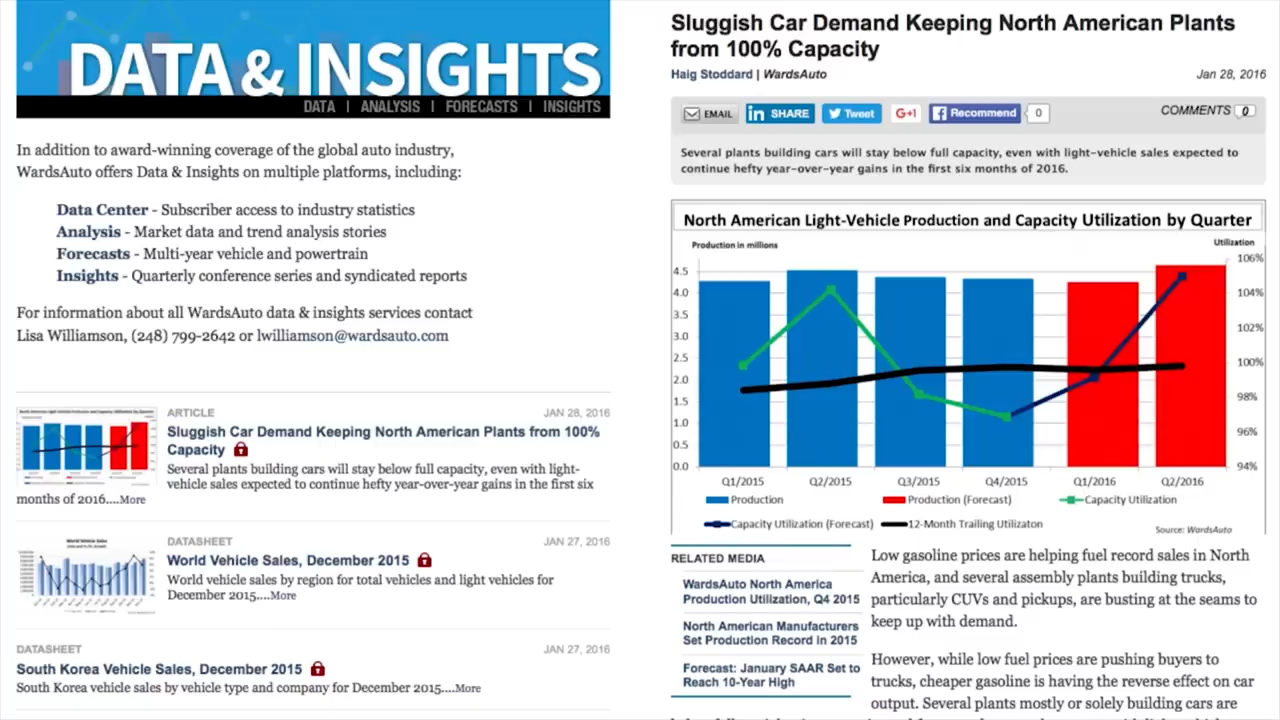 DATA & INSIGHTS
DATA | ANALYSIS | FORECASTS | INSIGHTS
In addition to award-winning coverage of the global auto industry,
WardsAuto offers Data & Insights on multiple platforms, including:
Data Center - Subscriber access to industry statistics
Analysis - Market data and trend analysis stories
Forecasts - Multi-year vehicle and powertrain
Insights - Quarterly conference series and syndicated reports
For information about all WardsAuto data & insights services contact
Lisa Williamson, (248) 799-2642 or lwilliamson@wardsauto.com
ARTICLE JAN 28, 2016
Sluggish Car Demand Keeping North American Plants from 100%
Capacity
Several plants building cars will stay below full capacity, even with light-
vehicle sales expected to continue hefty year-over-year gains in the first six
months of 2016....More
DATASHEET JAN 27, 2016
World Vehicle Sales, December 2015
World vehicle sales by region for total vehicles and light vehicles for
December 2015....More
DATASHEET JAN 27, 2016
South Korea Vehicle Sales, December 2015
South Korea vehicle sales by vehicle type and company for December 2015....More
Sluggish Car Demand Keeping North American Plants
from 100% Capacity
Haig Stoddard | WardsAuto Jan 28, 2016
EMAIL in SHARE Tweet G+1 Recommend 0 COMMENTS 0
Several plants building cars will stay below full capacity, even with light-vehicle sales expected to
continue hefty year-over-year gains in the first six months of 2016.
North American Light-Vehicle Production and Capacity Utilization by Quarter
Production in millions Utilization
4.5
4.0
3.5
3.0
2.5
2.0
1.5
1.0
0.5
0.0
106%
104%
102%
100%
98%
96%
94%
Q1/2015 Q2/2015 Q3/2015 Q4/2015 Q1/2016 Q2/2016
Production Production (Forecast) Capacity Utilization
Capacity Utilization (Forecast) 12-Month Trailing Utilizaton
Source: WardsAuto
RELATED MEDIA
WardsAuto North America
Production Utilization, Q4 2015
North American Manufacturers
Set Production Record in 2015
Forecast: January SAAR Set to
Reach 10-Year High
Low gasoline prices are helping fuel record sales in North
America, and several assembly plants building trucks,
particularly CUVs and pickups, are busting at the seams to
keep up with demand.
However, while low fuel prices are pushing buyers to
trucks, cheaper gasoline is having the reverse effect on car
output. Several plants mostly or solely building cars are